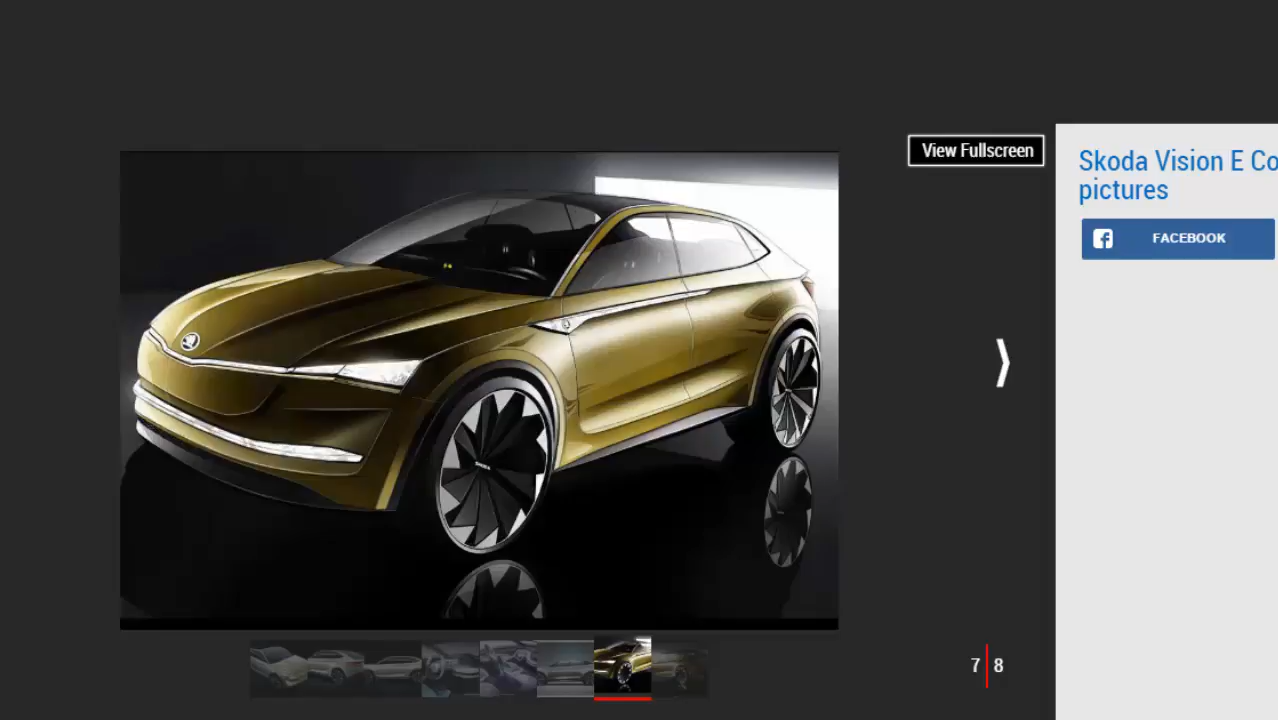 View Fullscreen
Skoda Vision E Co
pictures
FACEBOOK
7 8